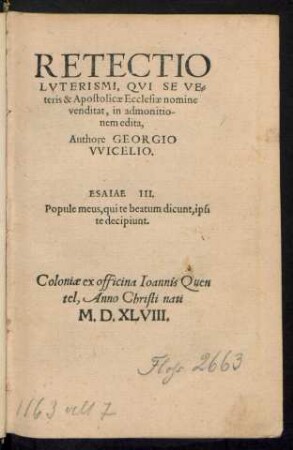 RETECTIO
LVTERISMI, QVI SE VE-
teris & Apostolicæ Ecclesiæ nomine
venditat, in admonitio-
nem edita,
Authore GEORGIO
VVICELIO.
ESAIAE III.
Popule meus, qui te beatum dicunt, ipsi
te decipiunt.
Coloniæ ex officina Ioannis Quen
tel, Anno Christi nati
M. D. XLVIII.
2663
1163